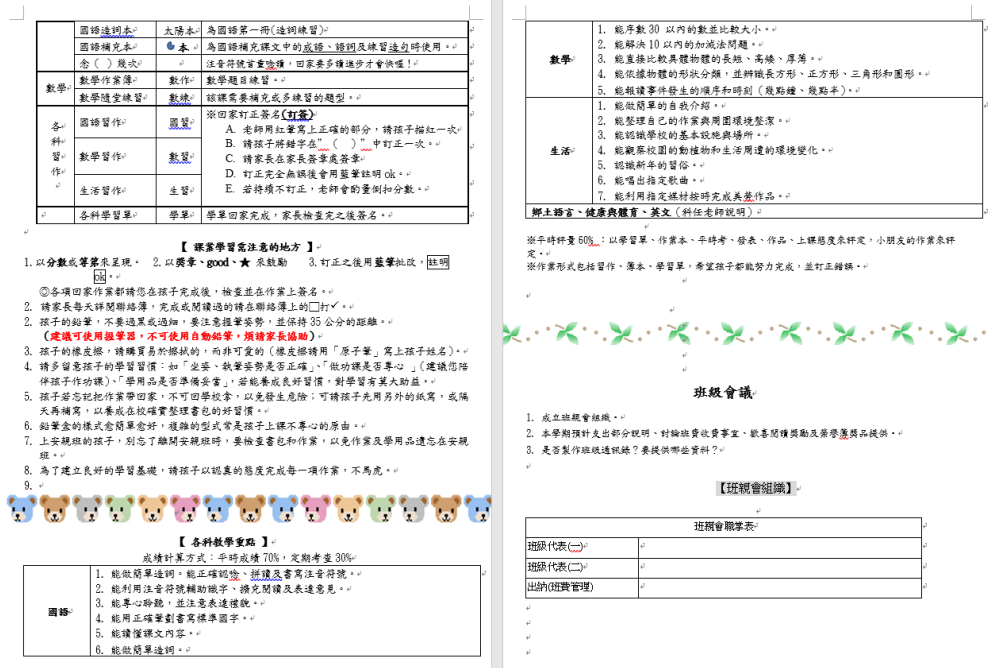 國語造詞本 太陽本 為國語第一冊(造詞練習)
國語補充本 本 為國語補充課文中的成語、語詞及練習造句時使用。
念（ ）幾次 注音符號首重唸讀，回家要多讀進步才會快喔！
數學 數學作業簿 數作 數學題目練習。
數學隨堂練習 數練 該課需要補充或多練習的題型。
各科習作
國語習作 國習
數學習作 數習
生活習作 生習
※回家訂正簽名(訂簽)
A. 老師用紅筆寫上正確的部分，請孩子描紅一次
B. 請孩子將錯字在”（ ）”中訂正一次。
C. 請家長在家長簽章處簽章
D. 訂正完全無誤後會用藍筆註明 ok。
E. 若持續不訂正，老師會酌量倒扣分數。
各科學習單 學單 學單回家完成，家長檢查完之後簽名。
【 課業學習需注意的地方 】
1.以分數或等第來呈現。 2.以獎章、good、★ 來鼓勵 3.訂正之後用藍筆批改，註明
ok。
◎各項回家作業都請您在孩子完成後，檢查並在作業上簽名。
2. 請家長每天詳閱聯絡簿，完成或閱讀過的請在聯絡簿上的□打✓。
2. 孩子的鉛筆，不要過黑或過細，要注意握筆姿勢，並保持 35 公分的距離。
（建議可使用握筆器，不可使用自動鉛筆，煩請家長協助）
3. 孩子的橡皮擦，請購買易於擦拭的，而非可愛的（橡皮擦請用「原子筆」寫上孩子姓名）。
4. 請多留意孩子的學習習慣：如「坐姿、執筆姿勢是否正確」、「做功課是否專心 」（建議您陪
伴孩子作功課）、「學用品是否準備妥當」，若能養成良好習慣，對學習有莫大助益。
5. 孩子若忘記把作業帶回家，不可回學校拿，以免發生危險；可請孩子先用另外的紙寫，或隔
天再補寫，以養成在校確實整理書包的好習慣。
6. 鉛筆盒的樣式愈簡單愈好，複雜的型式常是孩子上課不專心的原由。
7. 上安親班的孩子，別忘了離開安親班時，要檢查書包和作業，以免作業及學用品遺忘在安親
班。
8. 為了建立良好的學習基礎，請孩子以認真的態度完成每一項作業，不馬虎。
9.
【 各科教學重點 】
成績計算方式：平時成績 70%，定期考查 30%
國語
1. 能做簡單造詞。能正確認唸、拼讀及書寫注音符號。
2. 能利用注音符號輔助識字、擴充閱讀及表達意見。
3. 能專心聆聽，並注意表達禮貌。
4. 能用正確筆劃書寫標準國字。
5. 能讀懂課文內容。
6. 能做簡單造詞。
數學
1. 能序數 30 以內的數並比較大小。
2. 能解決 10 以內的加減法問題。
3. 能直接比較具體物體的長短、高矮、厚薄。
4. 能依據物體的形狀分類，並辨識長方形、正方形、三角形和圓形。
5. 能報讀事件發生的順序和時刻（幾點鐘、幾點半）。
生活
1. 能做簡單的自我介紹。
2. 能整理自己的作業與周圍環境整潔。
3. 能認識學校的基本設施與場所。
4. 能觀察校園的動植物和生活周遭的環境變化。
5. 認識新年的習俗。
6. 能唱出指定歌曲。
7. 能利用指定媒材按時完成美勞作品。
鄉土語言、健康與體育、英文（科任老師說明）
※平時評量 60% ：以學習單、作業本、平時考、發表、作品、上課態度來評定，小朋友的作業來評
定。
※作業形式包括習作、簿本、學習單，希望孩子都能努力完成，並訂正錯誤。
班級會議
1. 成立班親會組織。
2. 本學期預計支出部分說明、討論班費收費事宜、歡喜閱讀獎勵及榮譽簿獎品提供。
3. 是否製作班級通訊錄？要提供哪些資料？
【班親會組織】
班親會職掌表
班級代表(一)
班級代表(二)
出納(班費管理)